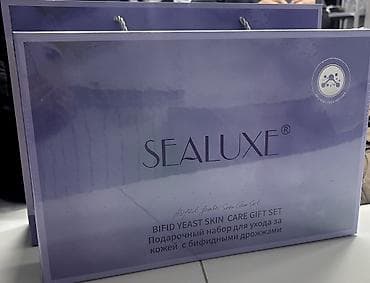 SEALUXE®
BIFID YEAST SKIN CARE GIFT SET
Подарочный набор для ухода за
кожей с бифидными дрожжами